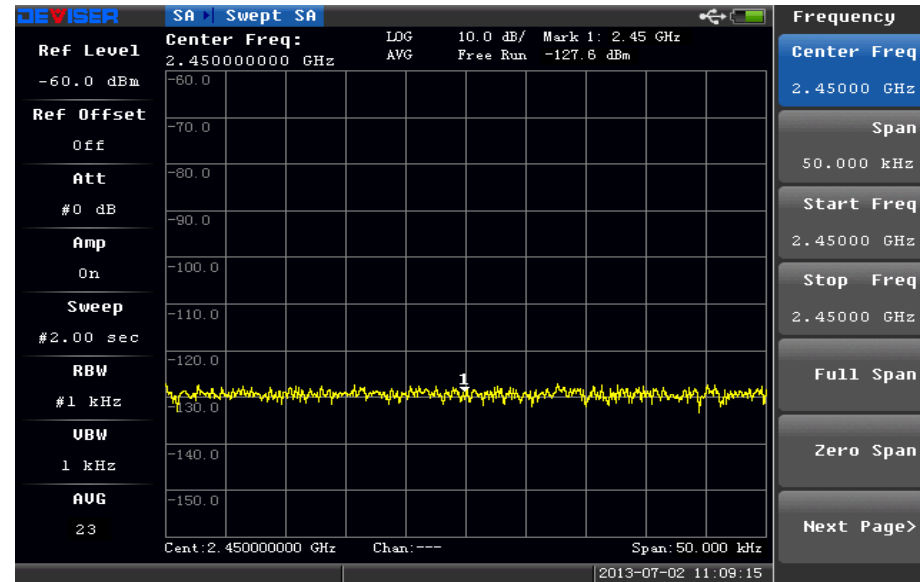 DEVISER
SA Swept SA
Frequency
Ref Level
-60.0 dBm
Ref Offset
Off
Att
#0 dB
Amp
On
Sweep
#2.00 sec
RBW
#1 kHz
VBW
1 kHz
AVG
23
Center Freq:
2.450000000 GHz
LOG
AVG
10.0 dB/
Free Run
Mark 1: 2.45 GHz
-127.6 dBm
-60.0
-70.0
-80.0
-90.0
-100.0
-110.0
-120.0
1
-130.0
-140.0
-150.0
Cent:2.450000000 GHz
Chan:---
Span:50.000 kHz
2013-07-02 11:09:15
Center Freq
2.45000 GHz
Span
50.000 kHz
Start Freq
2.45000 GHz
Stop Freq
2.45000 GHz
Full Span
Zero Span
Next Page>